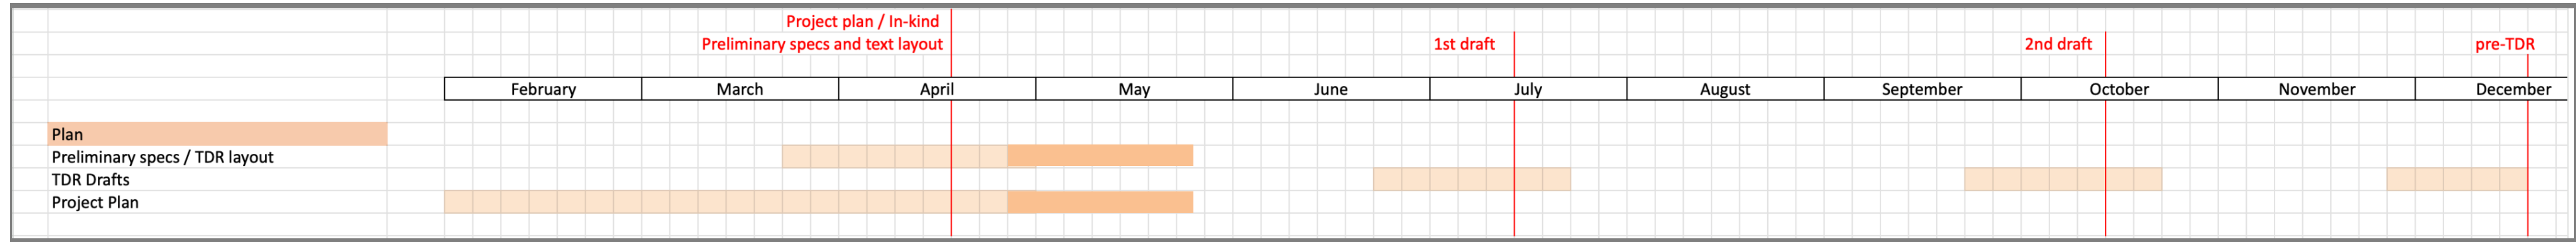 Project plan / In-kind
Preliminary specs and text layout
1st draft
2nd draft
pre-TDR
February March April May June July August September October November December
Plan
Preliminary specs / TDR layout
TDR Drafts
Project Plan